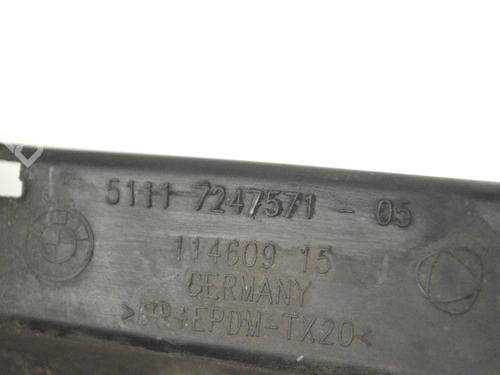 5111 7247571 - 05
114609 15
GERMANY
>PP+EPDM-TX20<